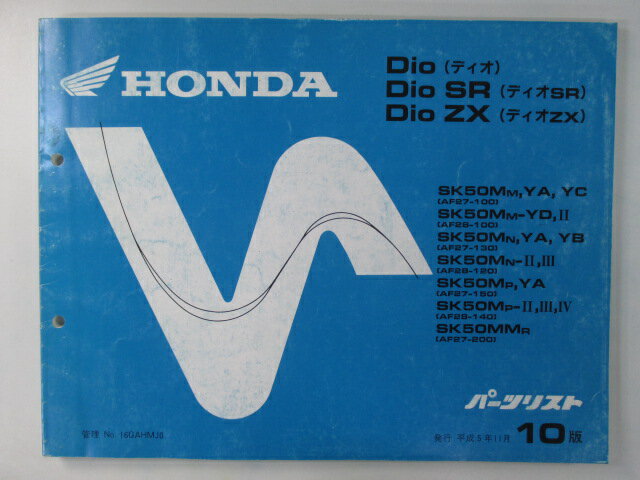 HONDA
Dio (ディオ)
Dio SR (ディオSR)
Dio ZX (ディオZX)
SK50MM,YA, YC
(AF27-100)
SK50MM-YD,II
(AF28-100)
SK50MN,YA, YB
(AF27-130)
SK50MN-II,III
(AF28-120)
SK50MP,YA
(AF27-150)
SK50MP-II,III,IV
(AF28-140)
SK50MMR
(AF27-200)
パーツリスト
管理 No. 16GAHMJ0
発行 平成5年11月 10版